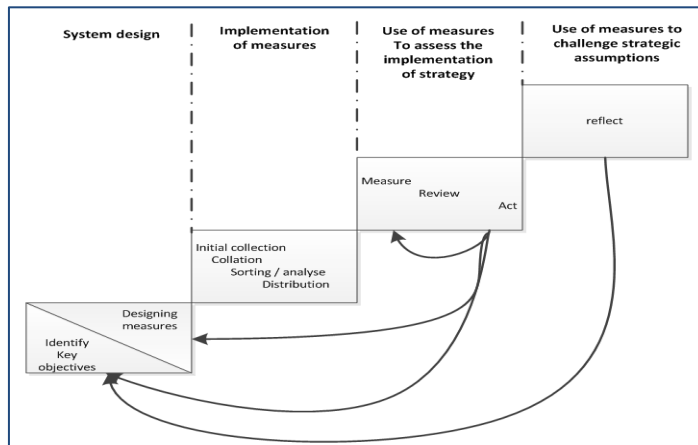 System design
Implementation
of measures
Use of measures
To assess the
implementation
of strategy
Use of measures to
challenge strategic
assumptions
reflect
Measure
Review
Act
Initial collection
Collation
Sorting / analyse
Distribution
Designing
measures
Identify
Key
objectives